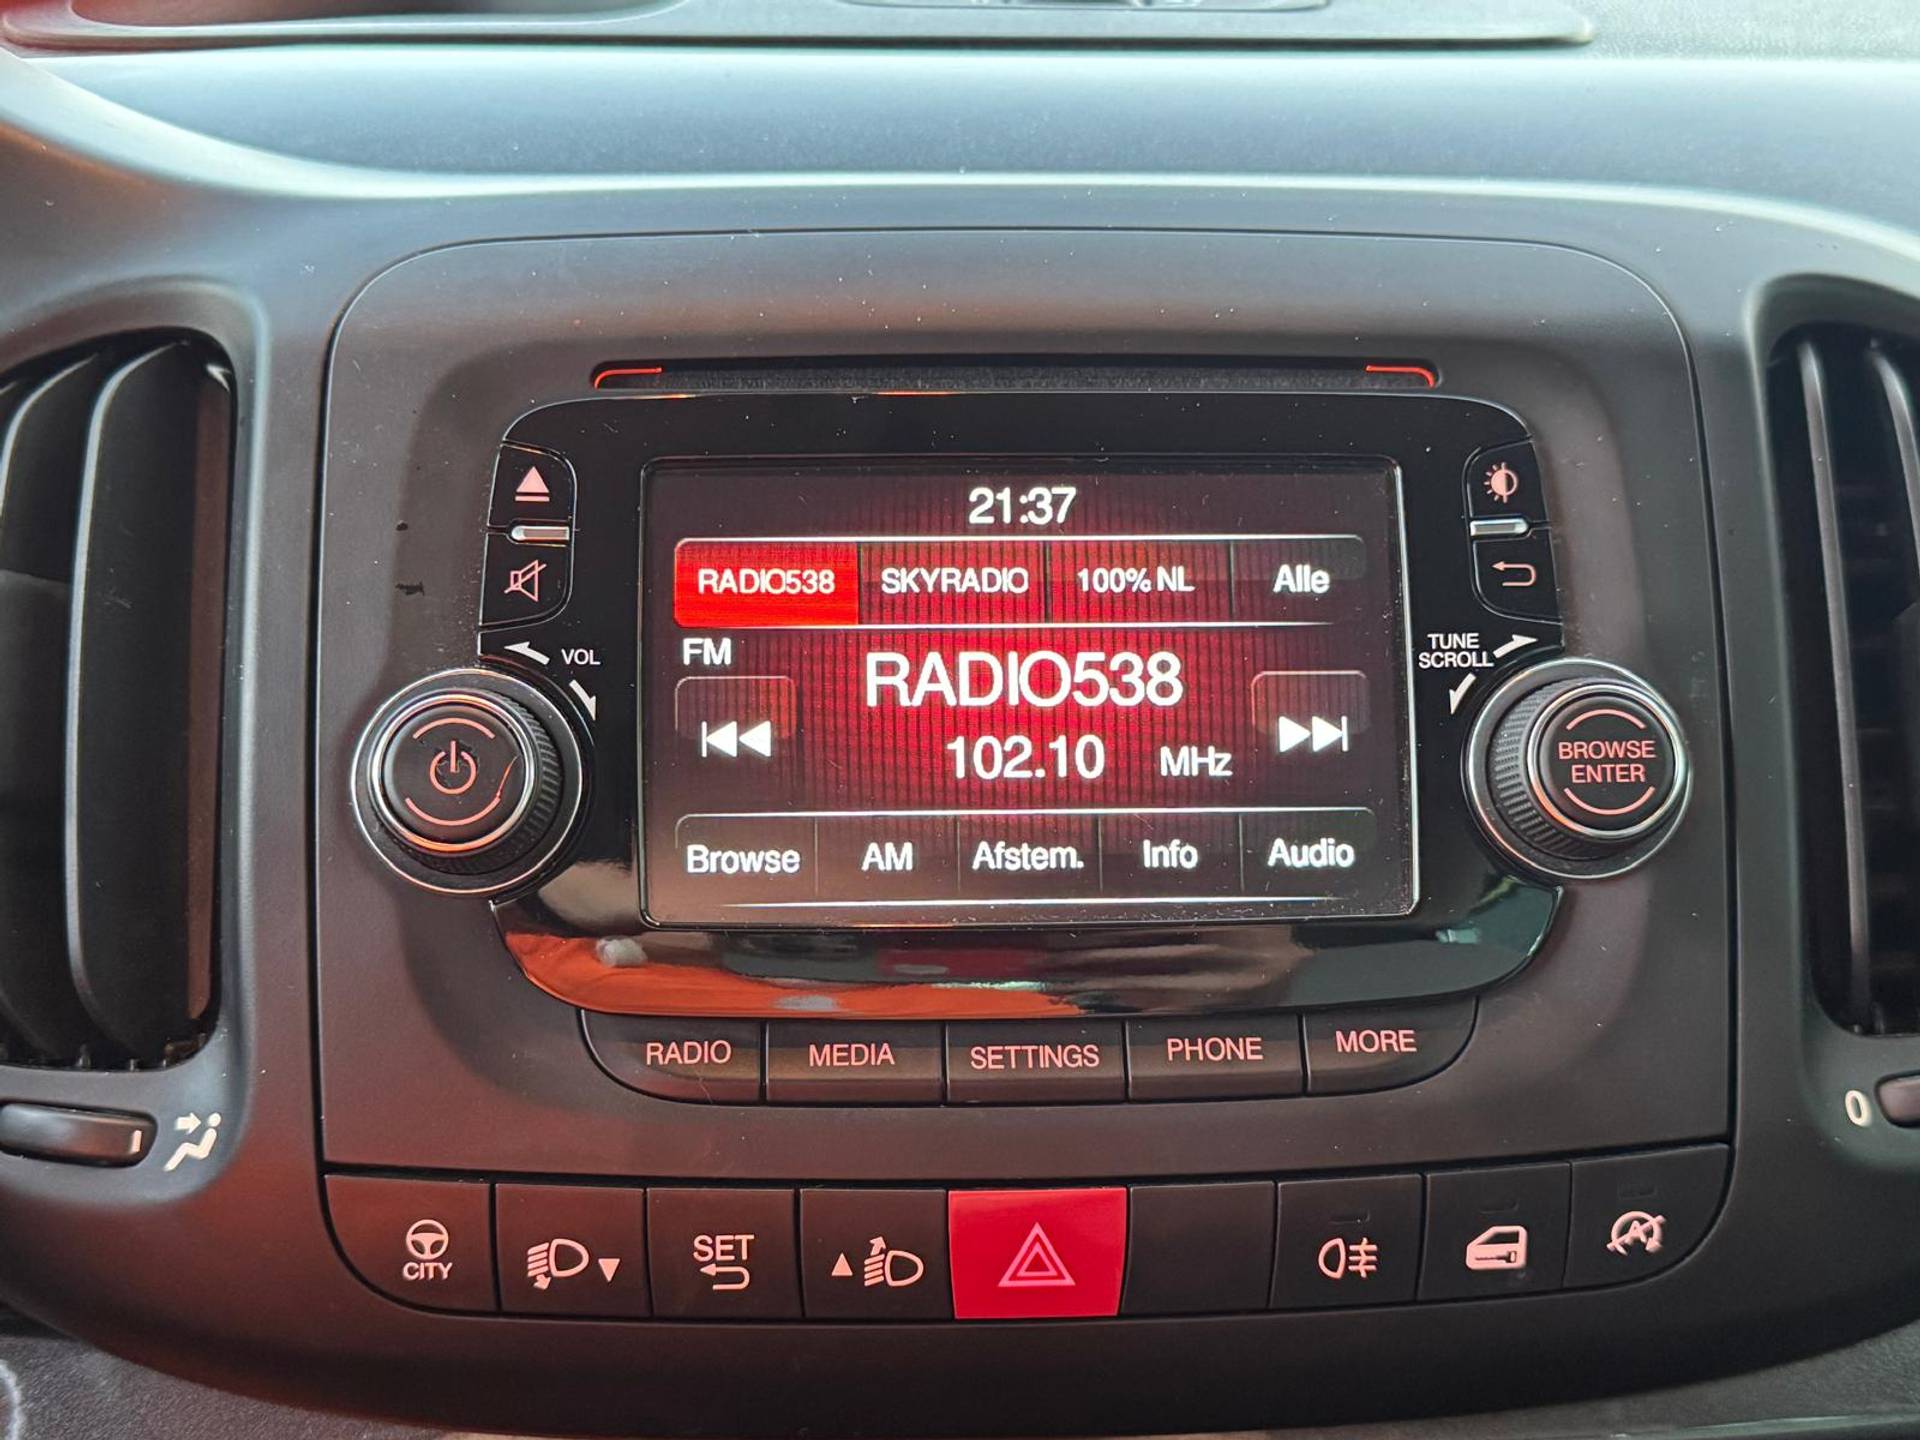 21:37
RADIO538 SKYRADIO 100% NL Alle
FM
RADIO538
102.10 MHz
Browse AM Afstem. Info Audio
VOL
TUNE
SCROLL
BROWSE
ENTER
RADIO MEDIA SETTINGS PHONE MORE
0
CITY
SET
A